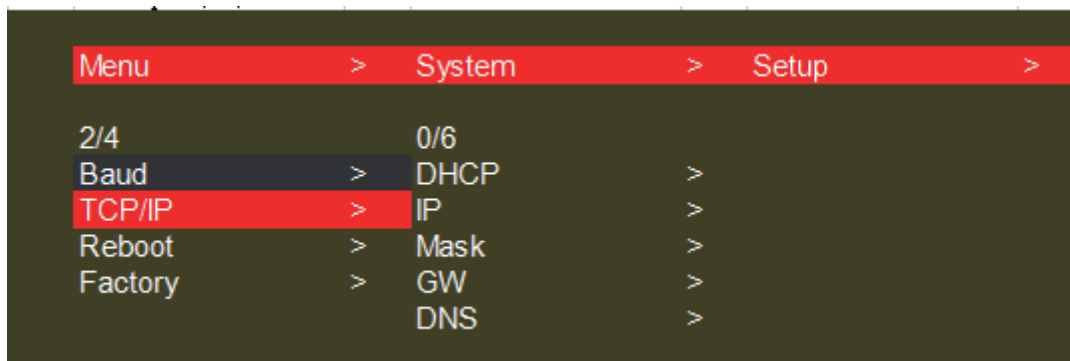 Menu > System > Setup >
2/4 0/6
Baud > DHCP >
TCP/IP > IP >
Reboot > Mask >
Factory > GW >
DNS >